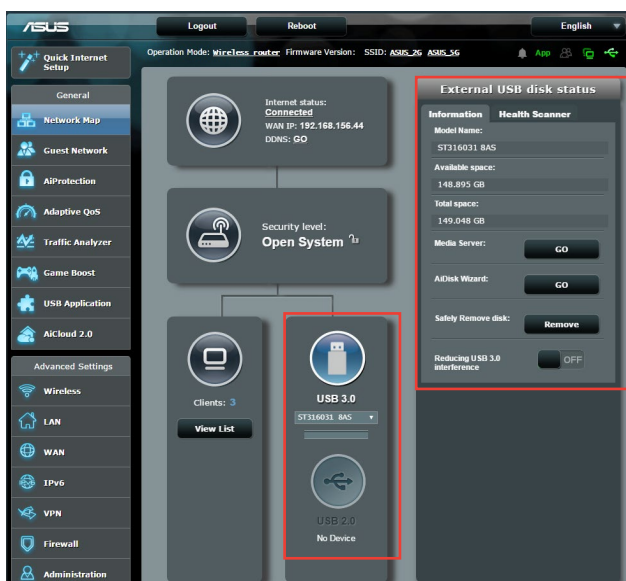 ASUS
Logout
Reboot
English
Quick Internet
Setup
Operation Mode: Wireless router Firmware Version: SSID: ASUS_2G ASUS_5G
App
General
Network Map
Guest Network
AiProtection
Adaptive QoS
Traffic Analyzer
Game Boost
USB Application
AiCloud 2.0
Advanced Settings
Wireless
LAN
WAN
IPv6
VPN
Firewall
Administration
Internet status:
Connected
WAN IP: 192.168.156.44
DDNS: GO
Security level:
Open System
Clients: 3
View List
USB 3.0
ST316031 8AS
USB 2.0
No Device
External USB disk status
Information
Health Scanner
Model Name:
ST316031 8AS
Available space:
148.895 GB
Total space:
149.048 GB
Media Server:
GO
AiDisk Wizard:
GO
Safely Remove disk:
Remove
Reducing USB 3.0
interference
OFF